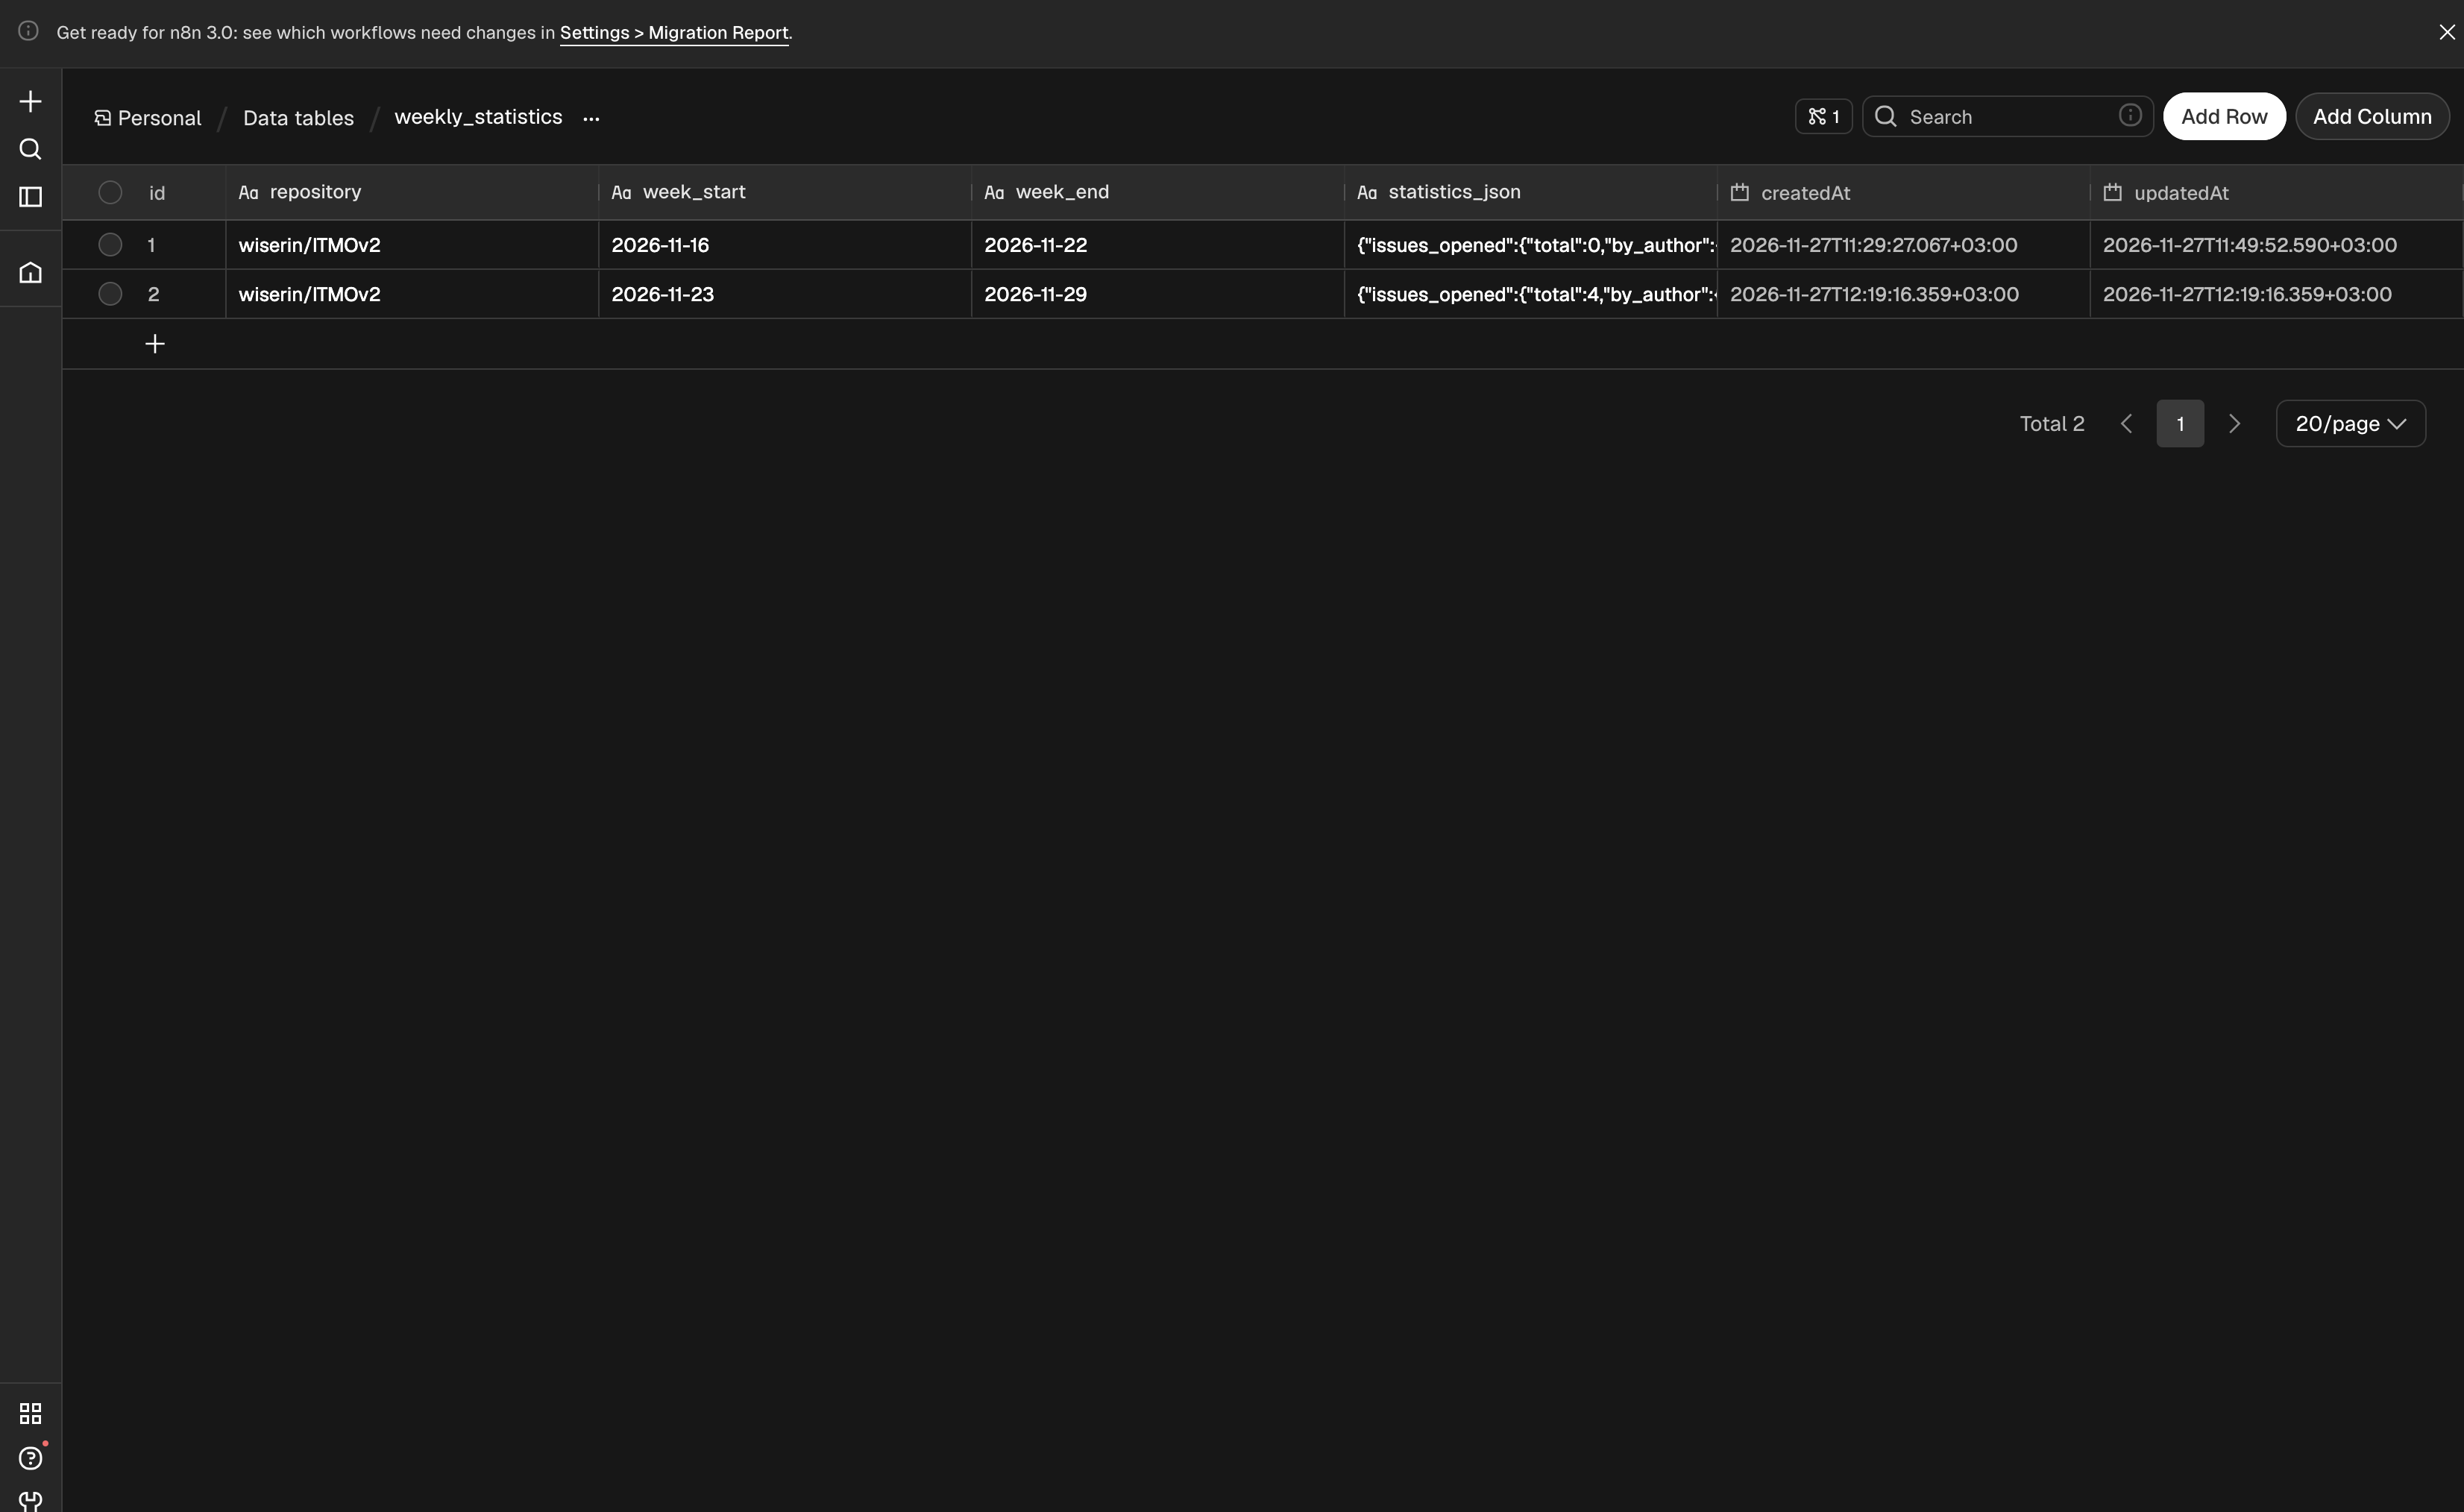 Get ready for n8n 3.0: see which workflows need changes in Settings > Migration Report.
Personal / Data tables / weekly_statistics ...
1 Search Add Row Add Column
id Aa repository Aa week_start Aa week_end Aa statistics_json createdAt updatedAt
1 wiserin/ITMOv2 2026-11-16 2026-11-22 {"issues_opened":{"total":0,"by_author": 2026-11-27T11:29:27.067+03:00 2026-11-27T11:49:52.590+03:00
2 wiserin/ITMOv2 2026-11-23 2026-11-29 {"issues_opened":{"total":4,"by_author": 2026-11-27T12:19:16.359+03:00 2026-11-27T12:19:16.359+03:00
Total 2 1 20/page